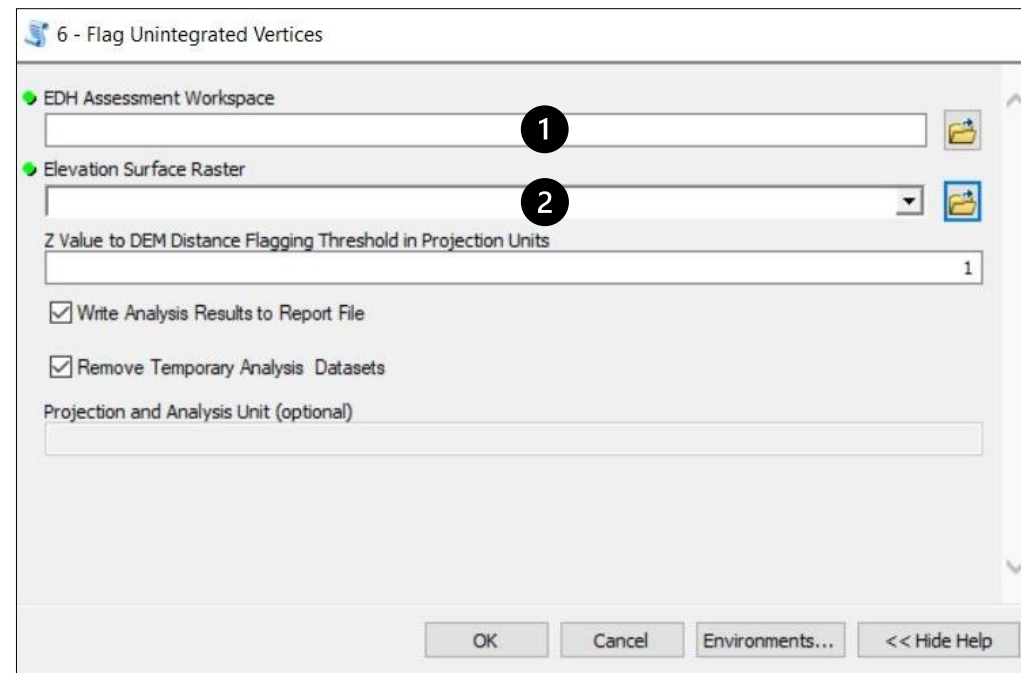 6 - Flag Unintegrated Vertices
EDH Assessment Workspace
1
Elevation Surface Raster
2
Z Value to DEM Distance Flagging Threshold in Projection Units
1
Write Analysis Results to Report File
Remove Temporary Analysis Datasets
Projection and Analysis Unit (optional)
OK Cancel Environments... << Hide Help